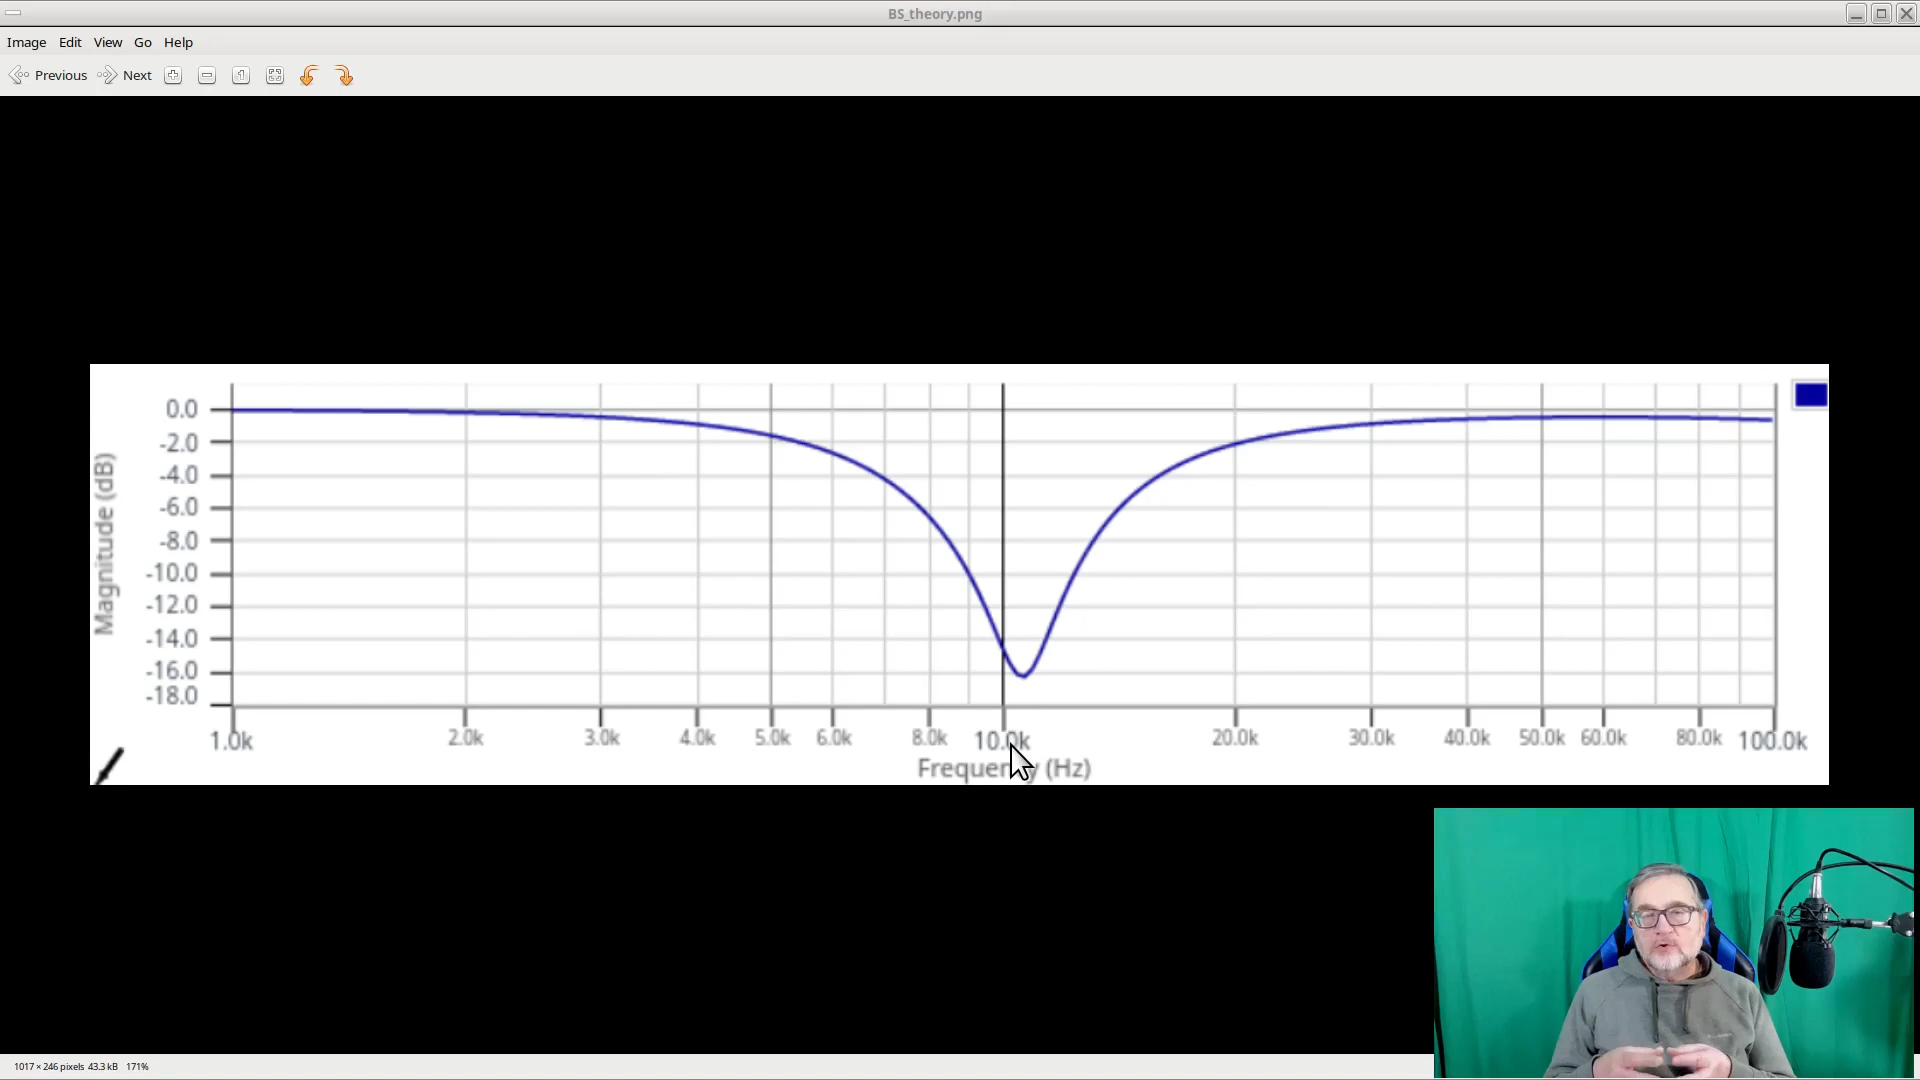 BS_theory.png
Image Edit View Go Help
Previous Next
Magnitude (dB)
0.0
-2.0
-4.0
-6.0
-8.0
-10.0
-12.0
-14.0
-16.0
-18.0
1.0k 2.0k 3.0k 4.0k 5.0k 6.0k 8.0k 10.0k 20.0k 30.0k 40.0k 50.0k 60.0k 80.0k 100.0k
Frequency (Hz)
1017 × 246 pixels 43.3 kB 171%